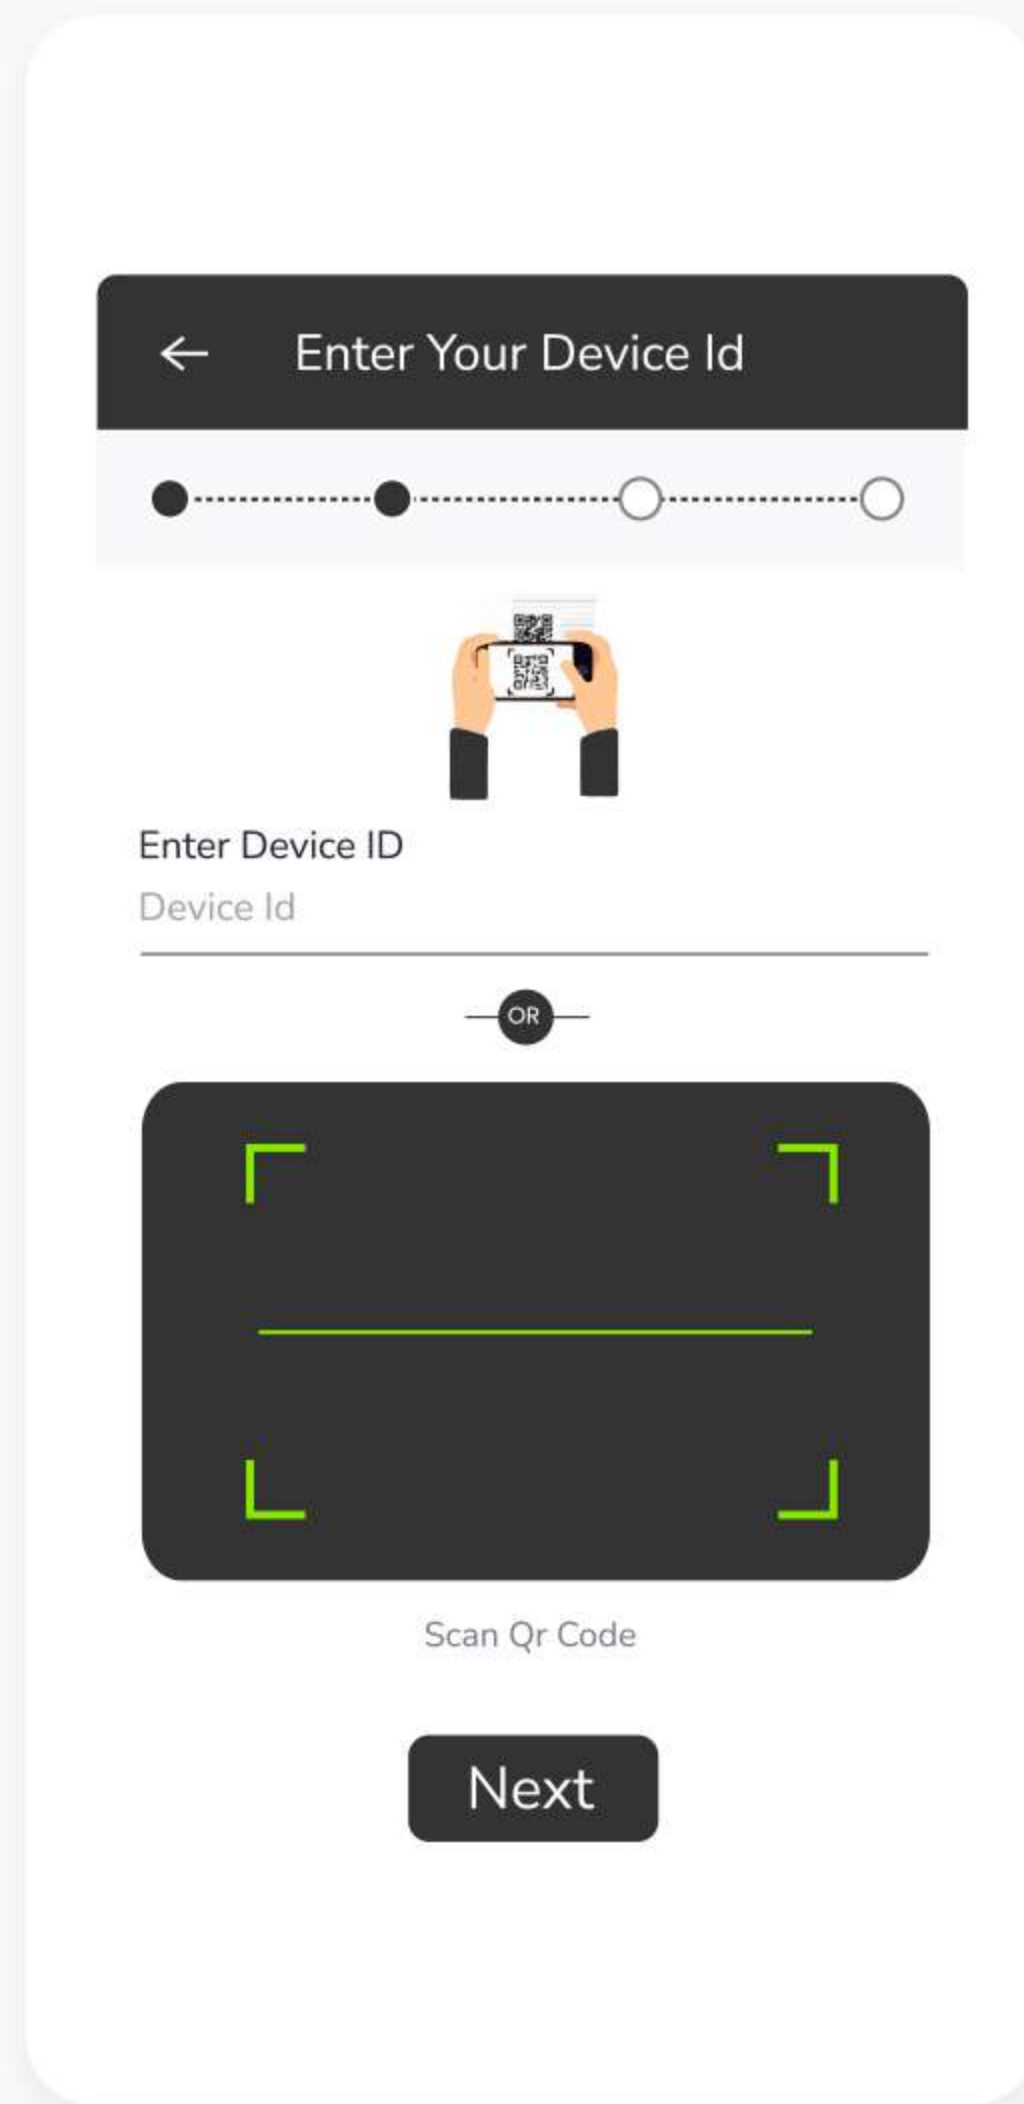 Enter Your Device Id
Enter Device ID
Device Id
OR
Scan Qr Code
Next